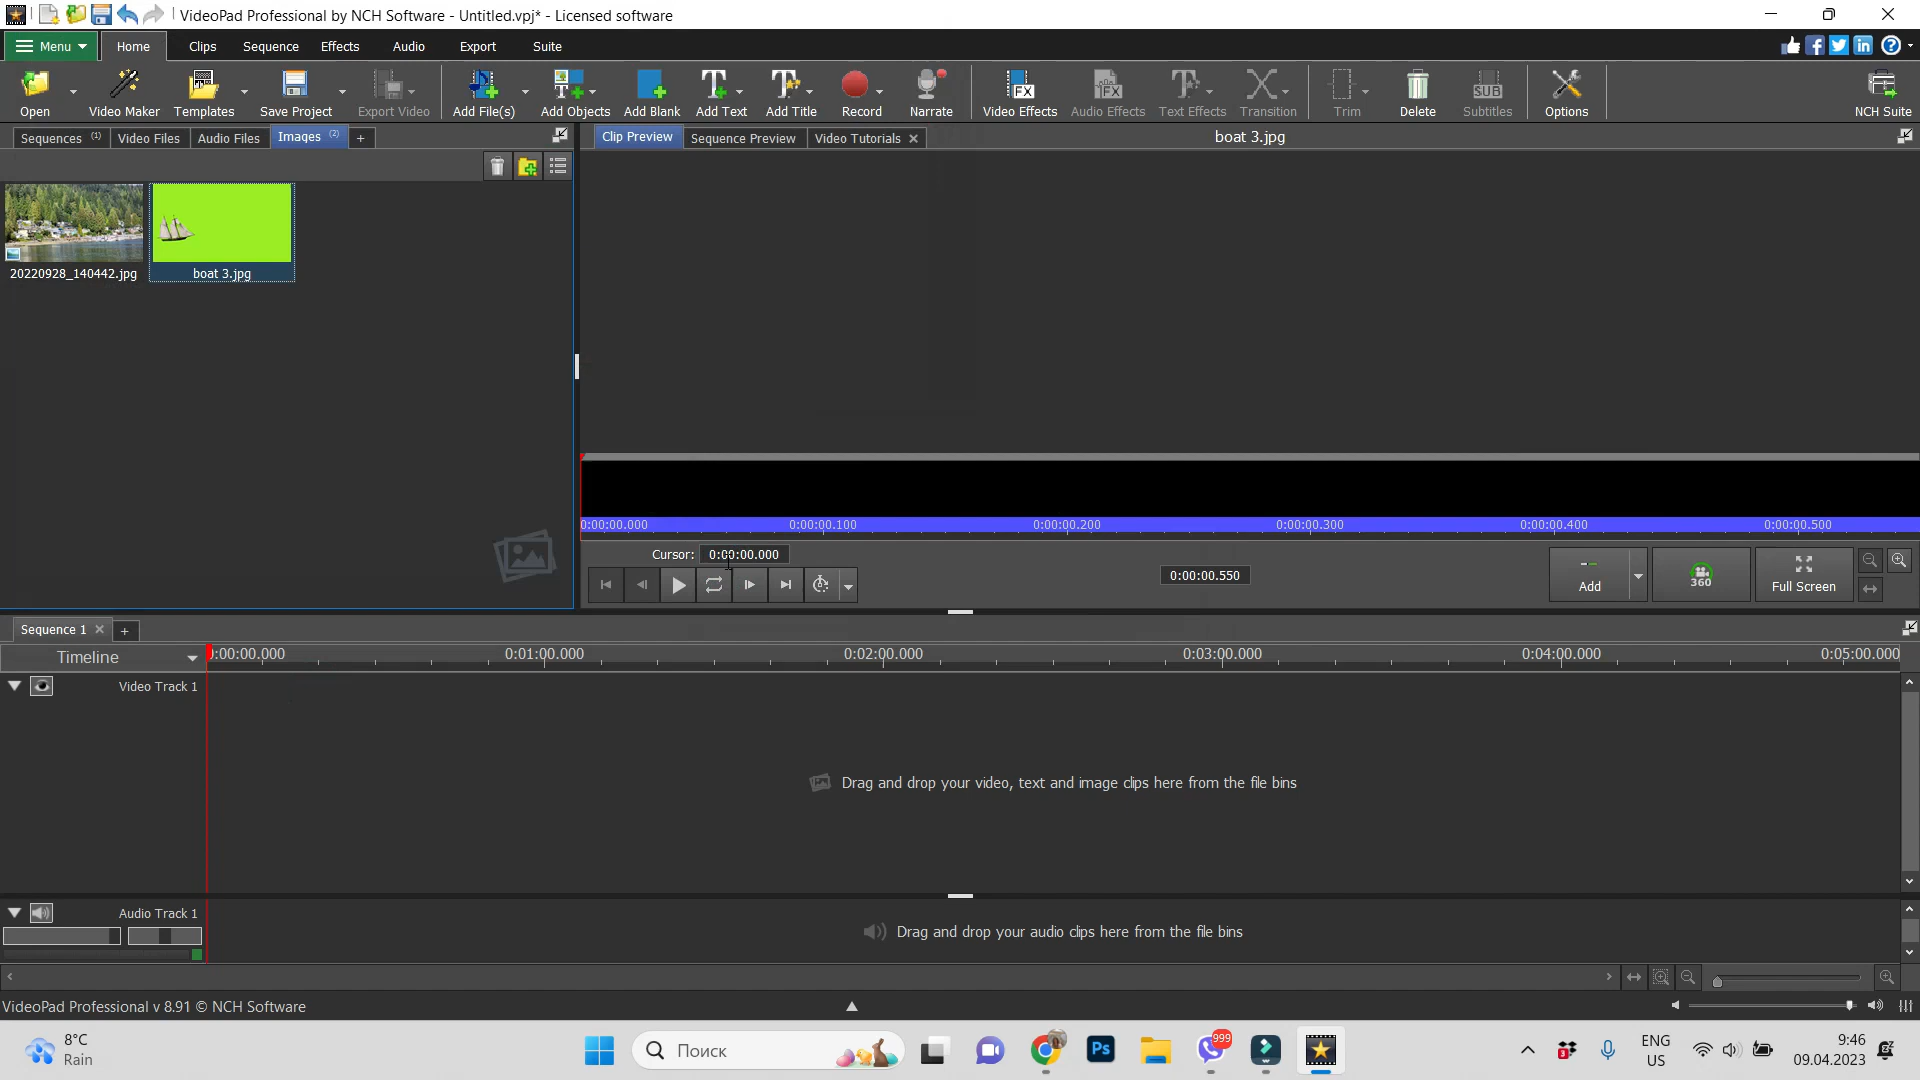 VideoPad Professional by NCH Software - Untitled.vpj* - Licensed software
Menu Home Clips Sequence Effects Audio Export Suite
Open Video Maker Templates Save Project Export Video Add File(s) Add Objects Add Blank Add Text Add Title Record Narrate Video Effects Audio Effects Text Effects Transition Trim Delete Subtitles Options NCH Suite
Sequences (1) Video Files Audio Files Images (2) + Clip Preview Sequence Preview Video Tutorials boat 3.jpg
20220928_140442.jpg boat 3.jpg
0:00:00.000 0:00:00.100 0:00:00.200 0:00:00.300 0:00:00.400 0:00:00.500
Cursor: 0:00:00.000
0:00:00.550
Add 360 Full Screen
Sequence 1 +
Timeline 0:00:00.000 0:01:00.000 0:02:00.000 0:03:00.000 0:04:00.000 0:05:00.000
Video Track 1
Drag and drop your video, text and image clips here from the file bins
Audio Track 1
Drag and drop your audio clips here from the file bins
VideoPad Professional v 8.91 © NCH Software
8°C
Rain
Поиск
Ps
999
3
ENG
US
9:46
09.04.2023